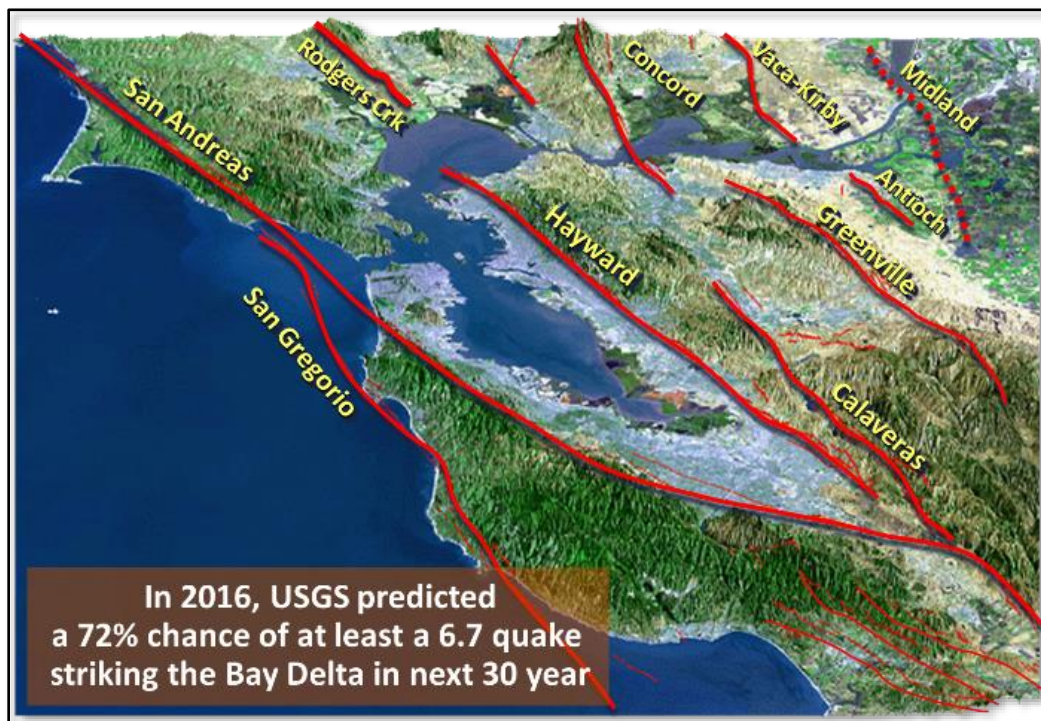 Rodgers Crk
Concord
Vaca-Kirby
Midland
San Andreas
Antioch
Hayward
Greenville
San Gregorio
Calaveras
In 2016, USGS predicted
a 72% chance of at least a 6.7 quake
striking the Bay Delta in next 30 year